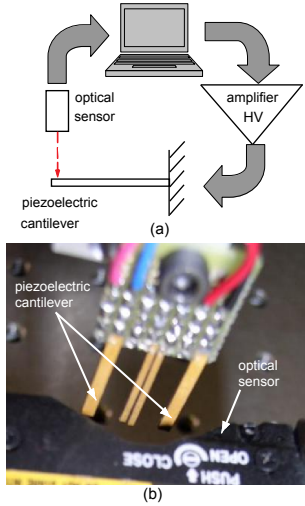 optical
sensor
amplifier
HV
piezoelectric
cantilever
(a)
piezoelectric
cantilever
optical
sensor
OPEN
CLOSE
PUSH
(b)